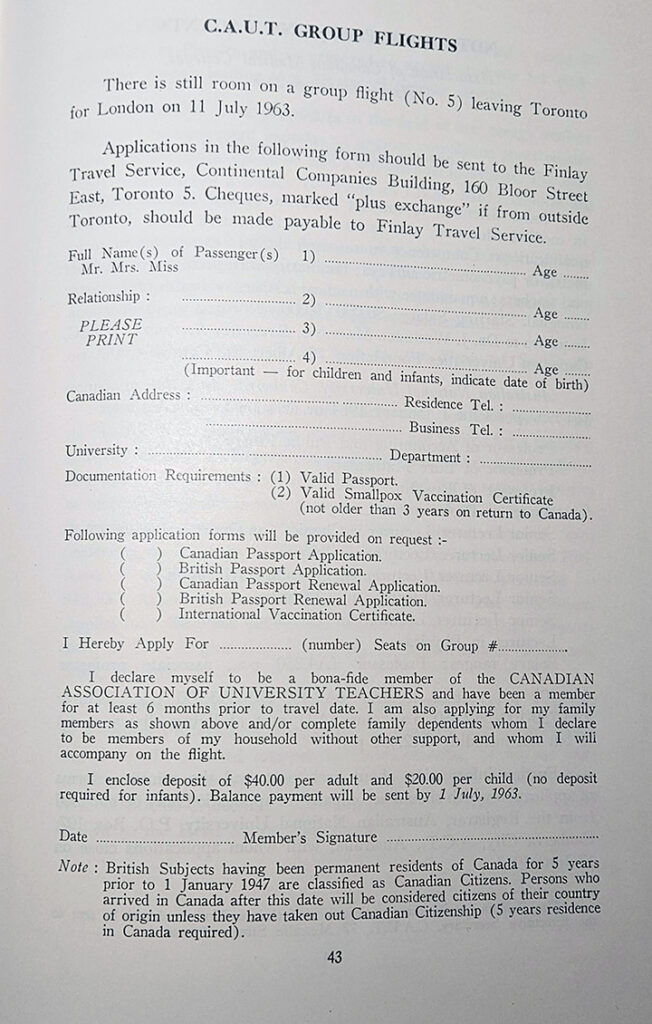 C.A.U.T. GROUP FLIGHTS
There is still room on a group flight (No. 5) leaving Toronto
for London on 11 July 1963.
Applications in the following form should be sent to the Finlay
Travel Service, Continental Companies Building, 160 Bloor Street
East, Toronto 5. Cheques, marked "plus exchange" if from outside
Toronto, should be made payable to Finlay Travel Service.
Full Name(s) of Passenger(s) 1) ........................................ Age .......
Mr. Mrs. Miss
Relationship : .......................... 2) ........................................ Age .......
PLEASE .......................... 3) ........................................ Age .......
PRINT
.......................... 4) ........................................ Age .......
(Important — for children and infants, indicate date of birth)
Canadian Address : ........................................ Residence Tel. : ................
........................................ Business Tel. : ................
University : ........................................ Department : ........................
Documentation Requirements : (1) Valid Passport.
(2) Valid Smallpox Vaccination Certificate
(not older than 3 years on return to Canada).
Following application forms will be provided on request :-
( ) Canadian Passport Application.
( ) British Passport Application.
( ) Canadian Passport Renewal Application.
( ) British Passport Renewal Application.
( ) International Vaccination Certificate.
I Hereby Apply For .................. (number) Seats on Group #.................
I declare myself to be a bona-fide member of the CANADIAN
ASSOCIATION OF UNIVERSITY TEACHERS and have been a member
for at least 6 months prior to travel date. I am also applying for my family
members as shown above and/or complete family dependents whom I declare
to be members of my household without other support, and whom I will
accompany on the flight.
I enclose deposit of $40.00 per adult and $20.00 per child (no deposit
required for infants). Balance payment will be sent by 1 July, 1963.
Date ................................ Member's Signature ................................................
Note : British Subjects having been permanent residents of Canada for 5 years
prior to 1 January 1947 are classified as Canadian Citizens. Persons who
arrived in Canada after this date will be considered citizens of their country
of origin unless they have taken out Canadian Citizenship (5 years residence
in Canada required).
43